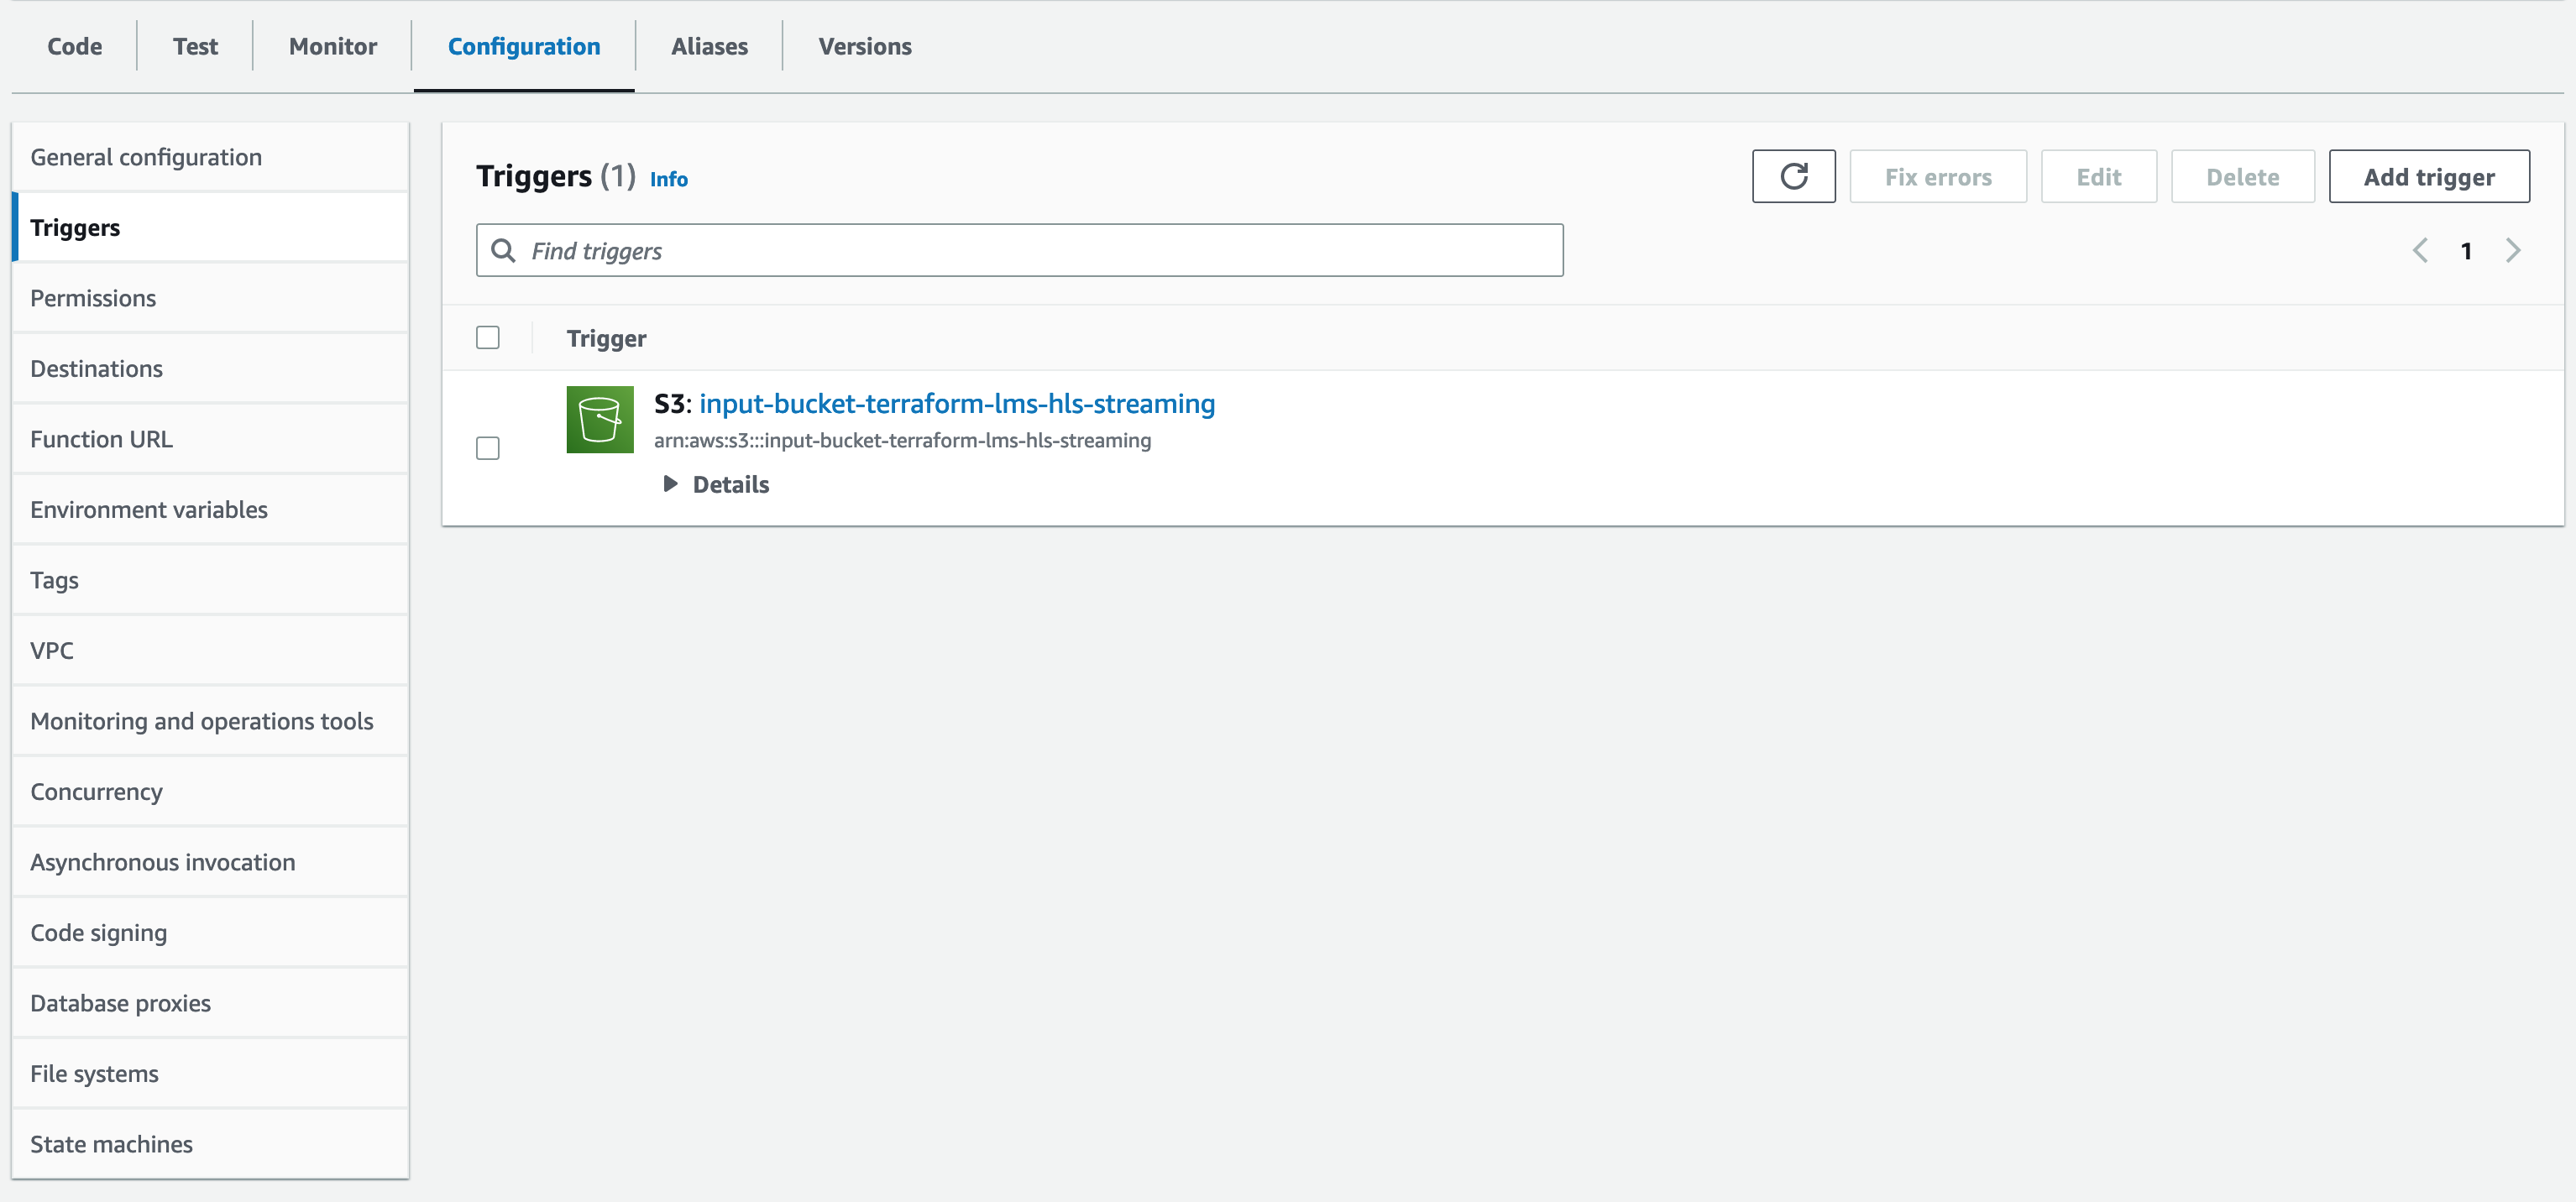 Code
Test
Monitor
Configuration
Aliases
Versions
General configuration
Triggers
Permissions
Destinations
Function URL
Environment variables
Tags
VPC
Monitoring and operations tools
Concurrency
Asynchronous invocation
Code signing
Database proxies
File systems
State machines
Triggers (1) Info
Fix errors
Edit
Delete
Add trigger
Find triggers
1
Trigger
S3: input-bucket-terraform-lms-hls-streaming
arn:aws:s3:::input-bucket-terraform-lms-hls-streaming
Details